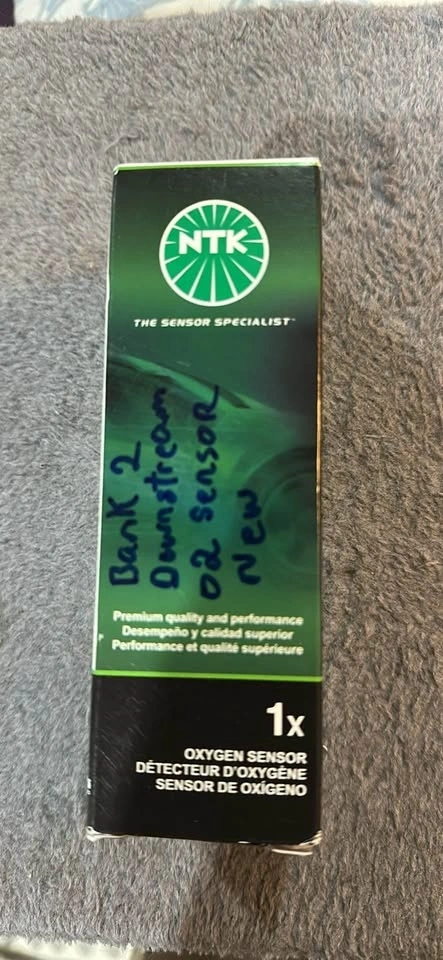 NTK
THE SENSOR SPECIALIST
Bank 2
Downstream
O2 sensoR
New
Premium quality and performance
Desempeño y calidad superior
Performance et qualité supérieure
1x
OXYGEN SENSOR
DÉTECTEUR D'OXYGÈNE
SENSOR DE OXÍGENO